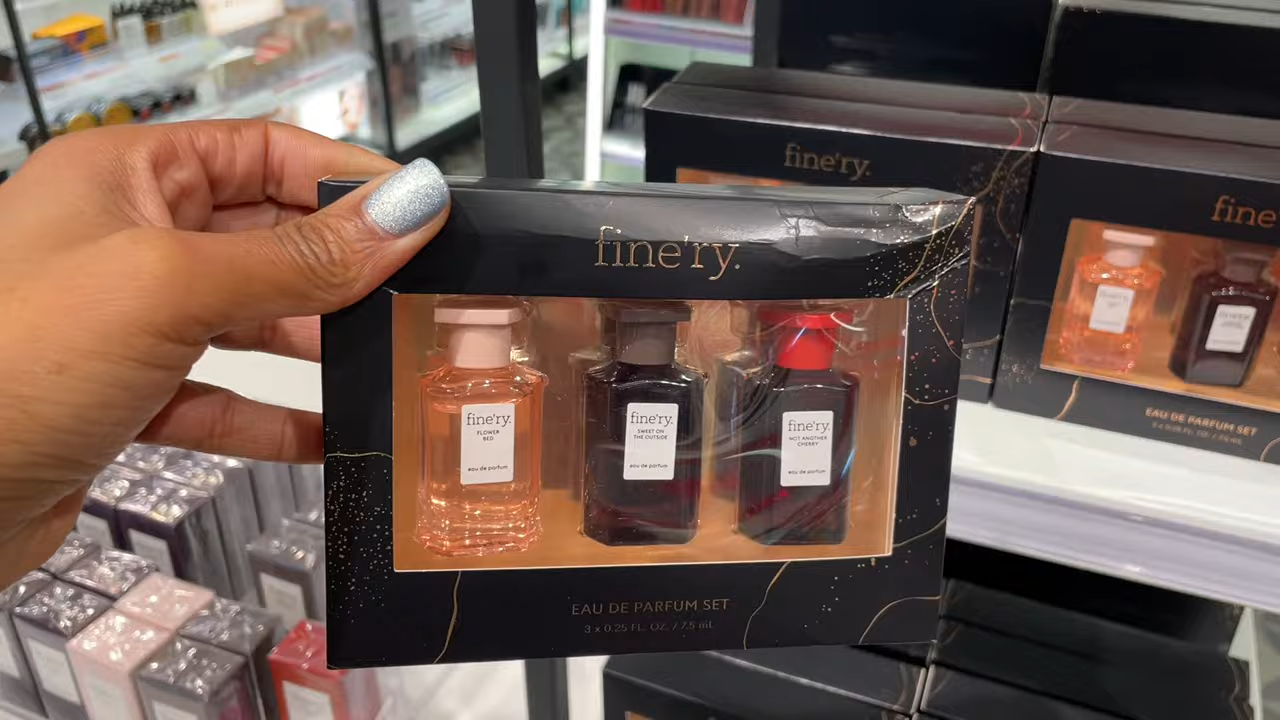 fine'ry.
fine'ry.
FLOWER
BED
eau de parfum
fine'ry.
SWEET ON
THE OUTSIDE
eau de parfum
fine'ry.
NOT ANOTHER
CHERRY
eau de parfum
EAU DE PARFUM SET
3 x 0.25 FL. OZ. / 7.5 mL
fine'ry.
fine
EAU DE PARFUM SET